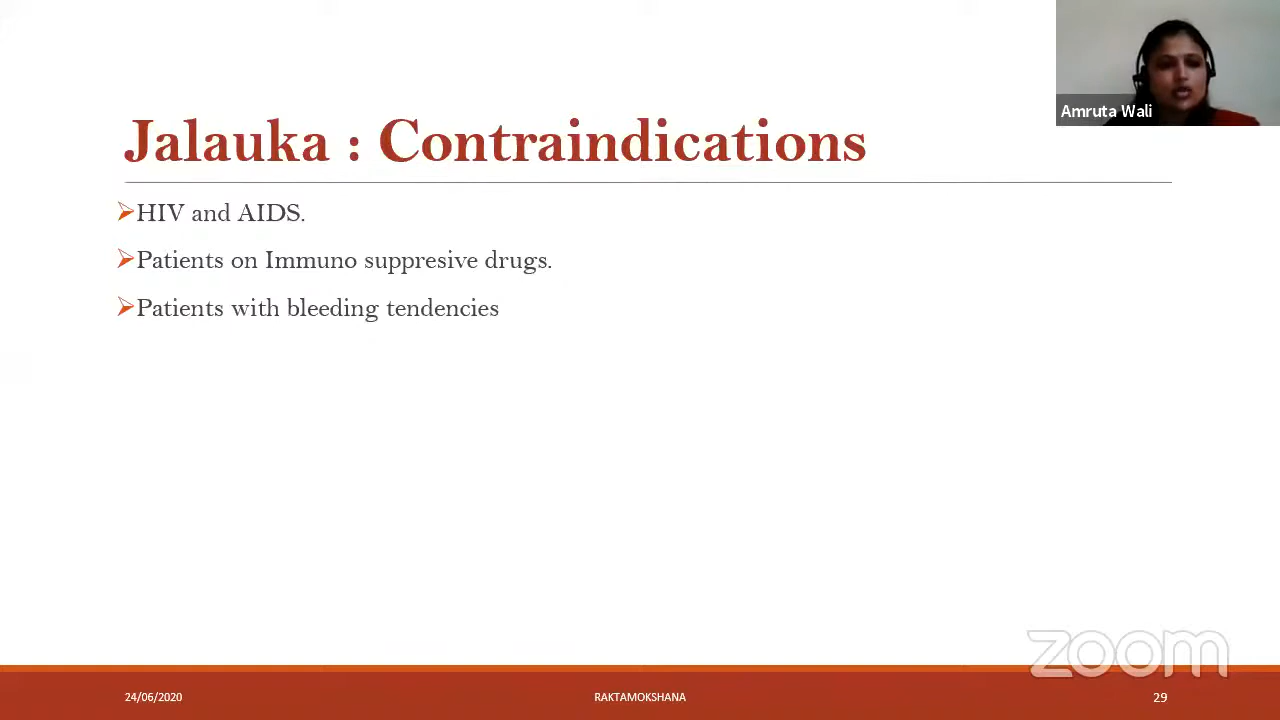 Amruta Wali
Jalauka : Contraindications
HIV and AIDS.
Patients on Immuno suppresive drugs.
Patients with bleeding tendencies
zoom
24/06/2020
RAKTAMOKSHANA
29